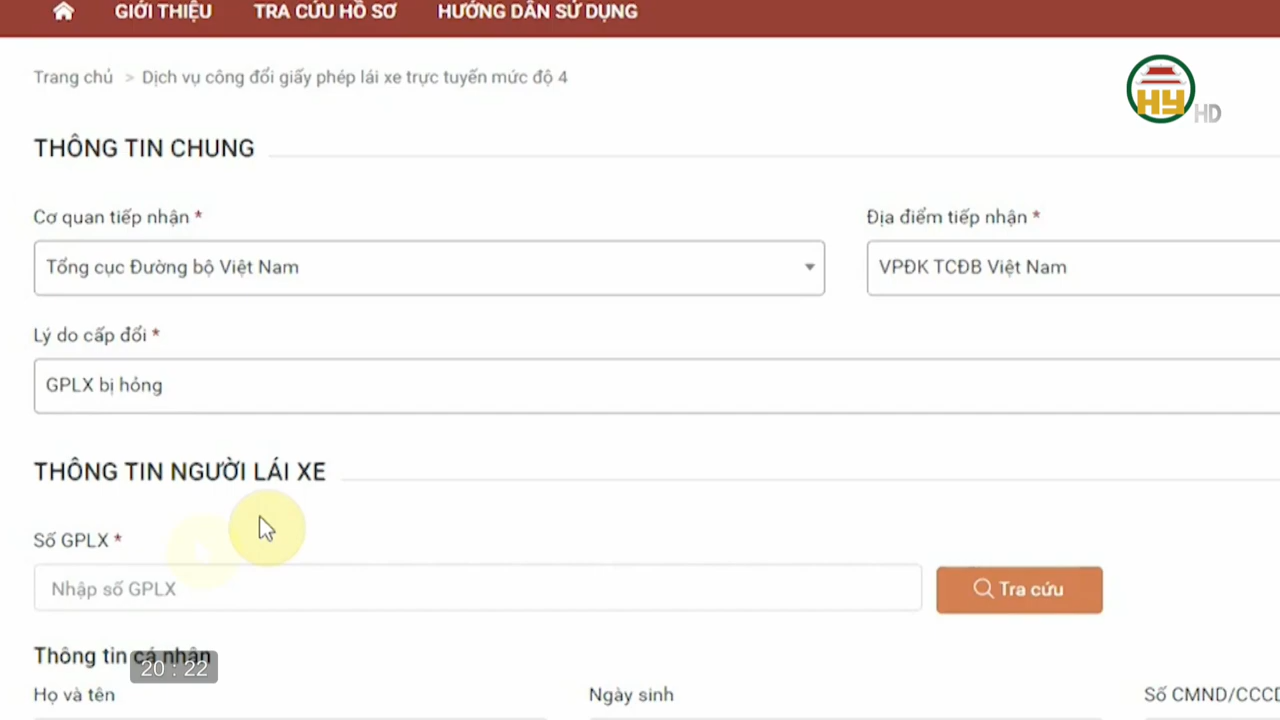 GIỚI THIỆU TRA CỨU HỒ SƠ HƯỚNG DẪN SỬ DỤNG
Trang chủ > Dịch vụ công đổi giấy phép lái xe trực tuyến mức độ 4
HY HD
THÔNG TIN CHUNG
Cơ quan tiếp nhận * Địa điểm tiếp nhận *
Tổng cục Đường bộ Việt Nam VPĐK TCĐB Việt Nam
Lý do cấp đổi *
GPLX bị hỏng
THÔNG TIN NGƯỜI LÁI XE
Số GPLX *
Nhập số GPLX Tra cứu
Thông tin cá nhân
20 : 22
Họ và tên Ngày sinh Số CMND/CCCD